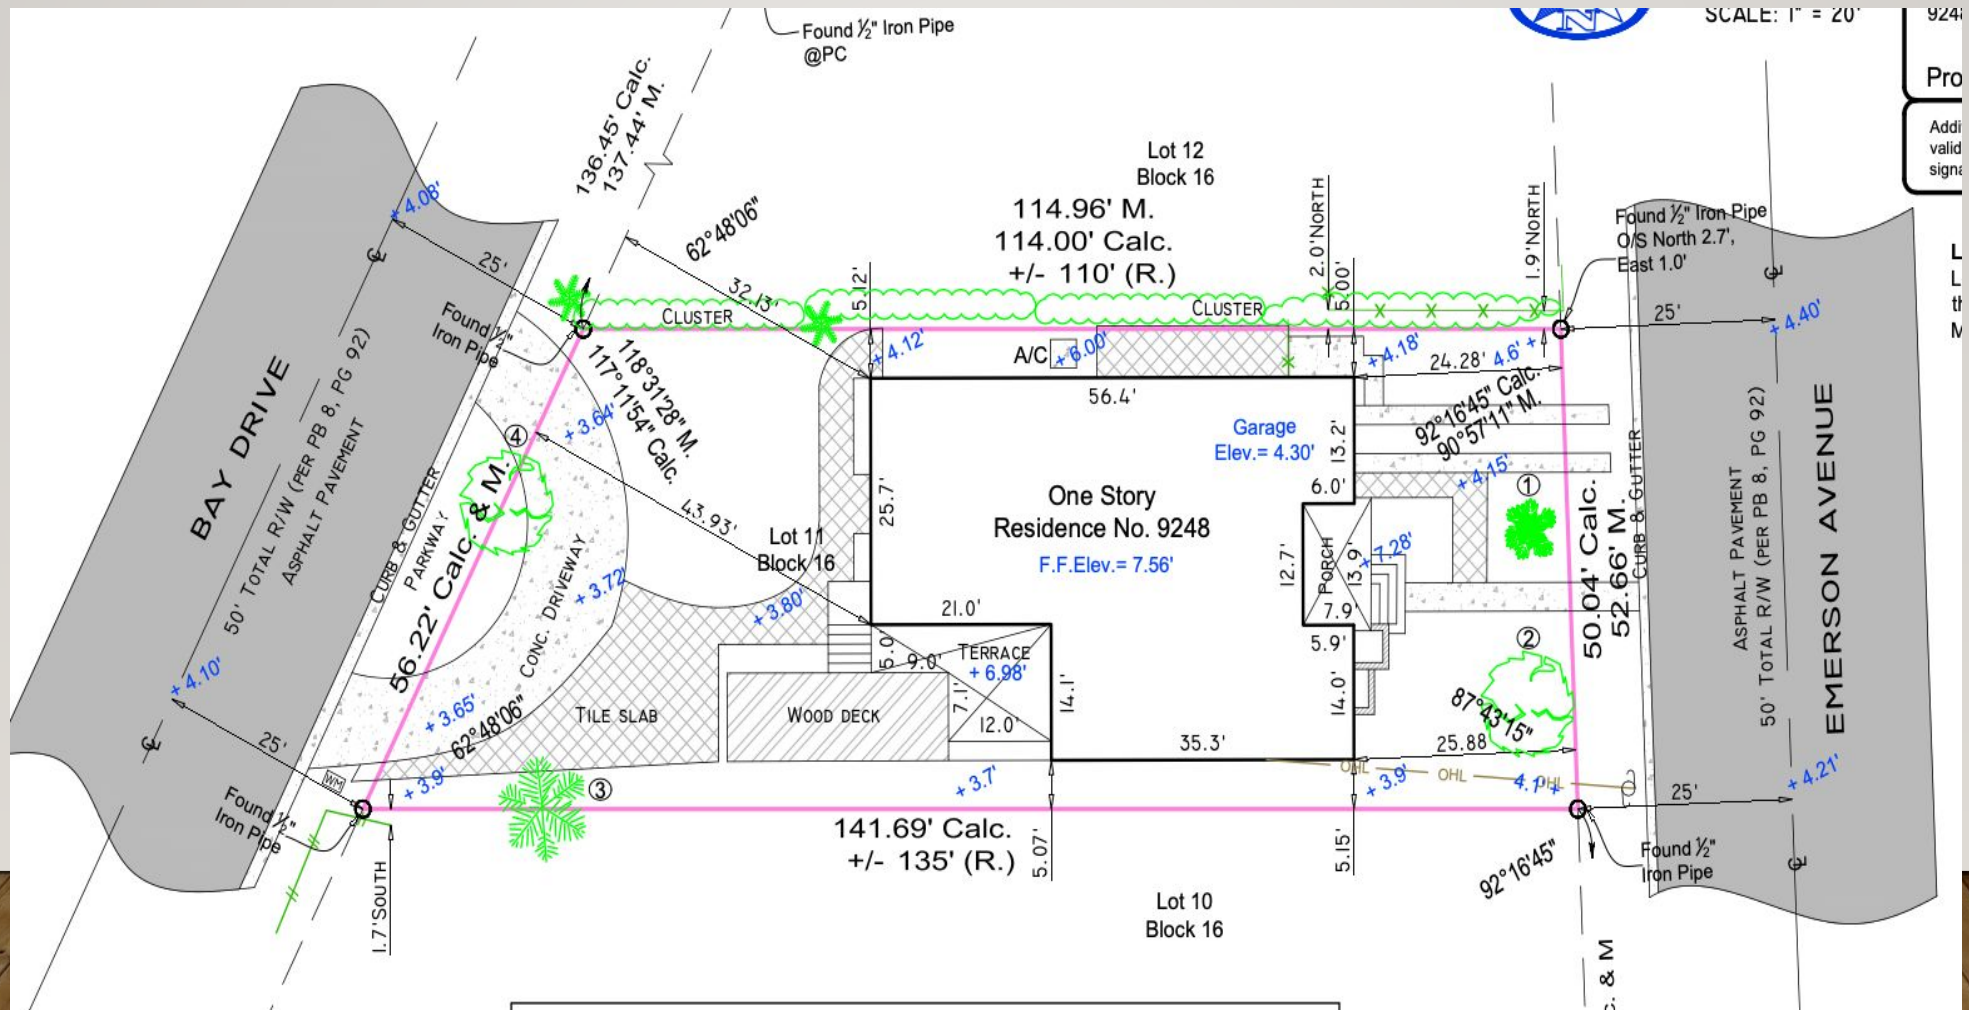 Found ½" Iron Pipe
@PC
N
SCALE: 1" = 20'
Pro
Addi
valid
signa
136.45' Calc.
137.44' M.
Lot 12
Block 16
114.96' M.
114.00' Calc.
+/- 110' (R.)
62°48'06"
2.0' NORTH
1.9' NORTH
Found ½" Iron Pipe
O/S North 2.7',
East 1.0'
+ 4.08'
25'
32.13'
5.12'
5.00'
CLUSTER
CLUSTER
Found ½"
Iron Pipe
25'
+ 4.40'
118°31'28" M.
117°11'54" Calc.
+ 4.12'
A/C
+ 6.00'
+ 4.18'
24.28'
4.6' +
56.4'
92°16'45" Calc.
90°57'11" M.
BAY DRIVE
50' TOTAL R/W (PER PB 8, PG 92)
ASPHALT PAVEMENT
CURB & GUTTER
PARKWAY
56.22' Calc. & M.
④
+ 3.64'
Garage
Elev.= 4.30'
13.2'
6.0'
+ 4.15'
①
43.93'
25.7'
One Story
Residence No. 9248
F.F.Elev.= 7.56'
Lot 11
Block 16
12.7'
PORCH
13.9'
+ 7.28'
7.9'
CONC. DRIVEWAY
+ 3.72'
+ 3.80'
21.0'
5.0
9.0'
TERRACE
+ 6.98'
7.1'
12.0'
14.1'
5.9'
14.0'
50.04' Calc.
52.66' M.
CURB & GUTTER
ASPHALT PAVEMENT
50' TOTAL R/W (PER PB 8, PG 92)
EMERSON AVENUE
②
+ 4.10'
+ 3.65'
62°48'06"
TILE SLAB
WOOD DECK
35.3'
87°43'15"
25.88
25'
WM
+ 3.9'
③
+ 3.7'
OHL
OHL
OHL
+ 3.9'
4.1' +
+ 4.21'
25'
Found ½"
Iron Pipe
141.69' Calc.
+/- 135' (R.)
5.07'
5.15'
92°16'45"
Found ½"
Iron Pipe
1.7' SOUTH
Lot 10
Block 16
& M